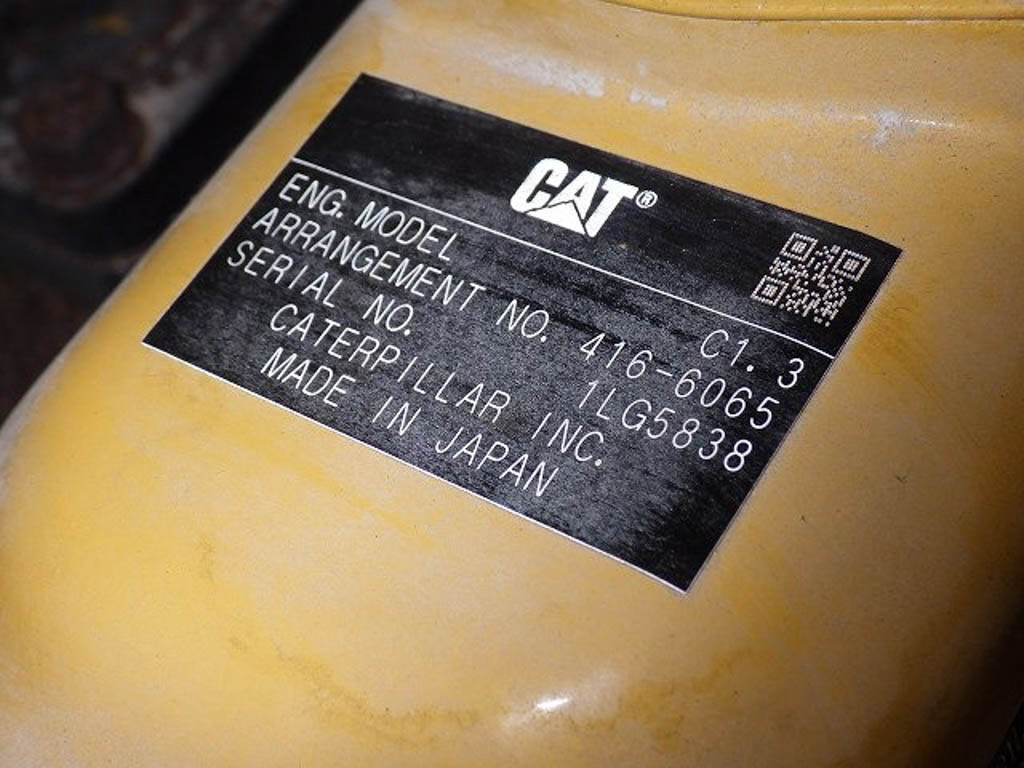 CAT®
ENG. MODEL C1.3
ARRANGEMENT NO. 416-6065
SERIAL NO. 1LG5838
CATERPILLAR INC.
MADE IN JAPAN